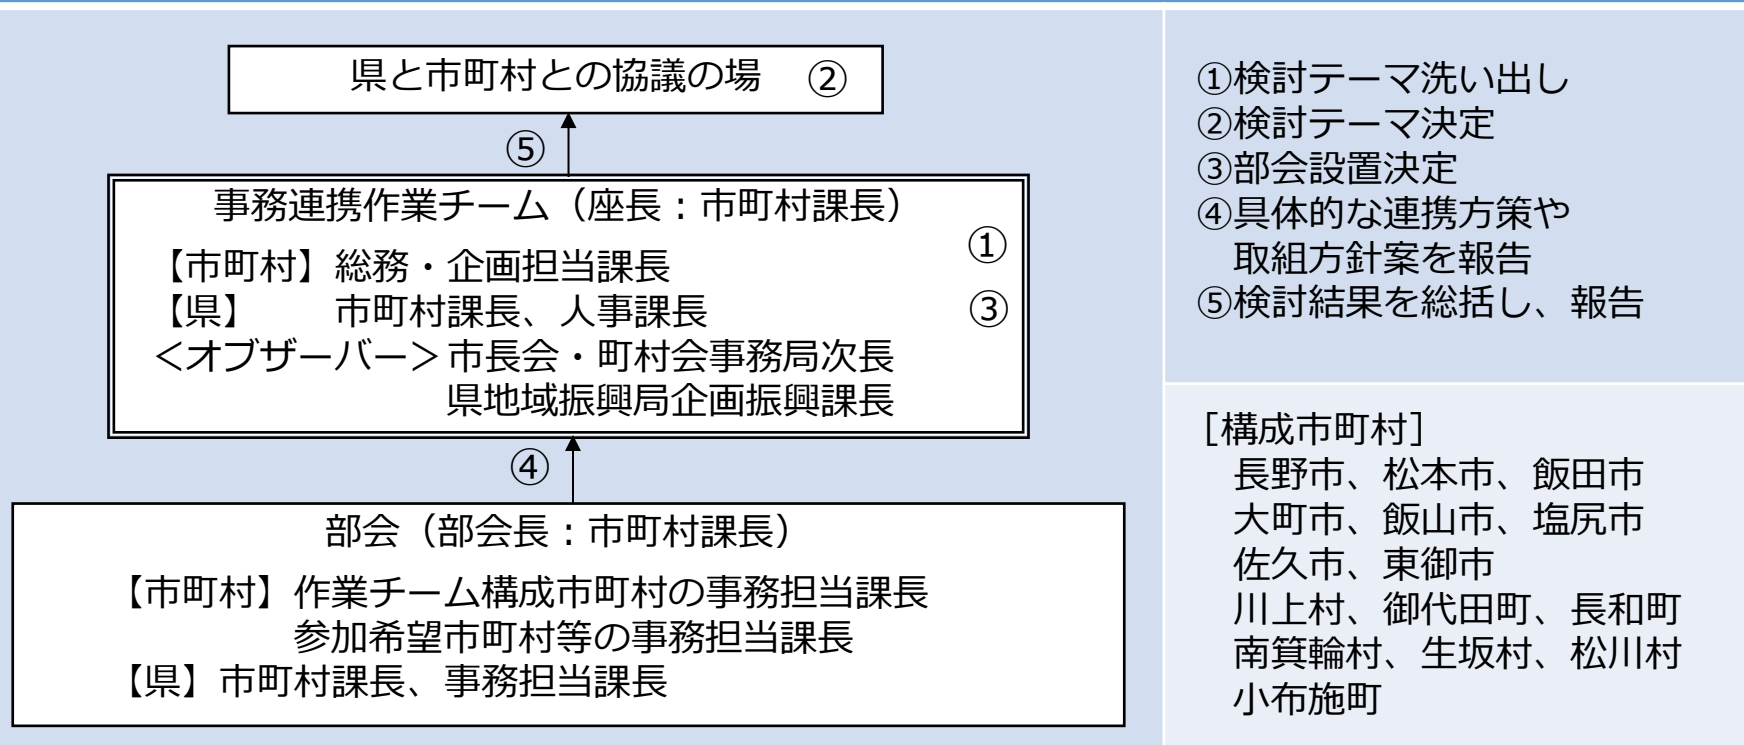 県と市町村との協議の場 ②
⑤
事務連携作業チーム（座長：市町村課長）
【市町村】総務・企画担当課長
①
【県】 市町村課長、人事課長
③
＜オブザーバー＞市長会・町村会事務局次長
県地域振興局企画振興課長
④
部会（部会長：市町村課長）
【市町村】作業チーム構成市町村の事務担当課長
参加希望市町村等の事務担当課長
【県】市町村課長、事務担当課長
①検討テーマ洗い出し
②検討テーマ決定
③部会設置決定
④具体的な連携方策や
取組方針案を報告
⑤検討結果を総括し、報告
［構成市町村］
長野市、松本市、飯田市
大町市、飯山市、塩尻市
佐久市、東御市
川上村、御代田町、長和町
南箕輪村、生坂村、松川村
小布施町